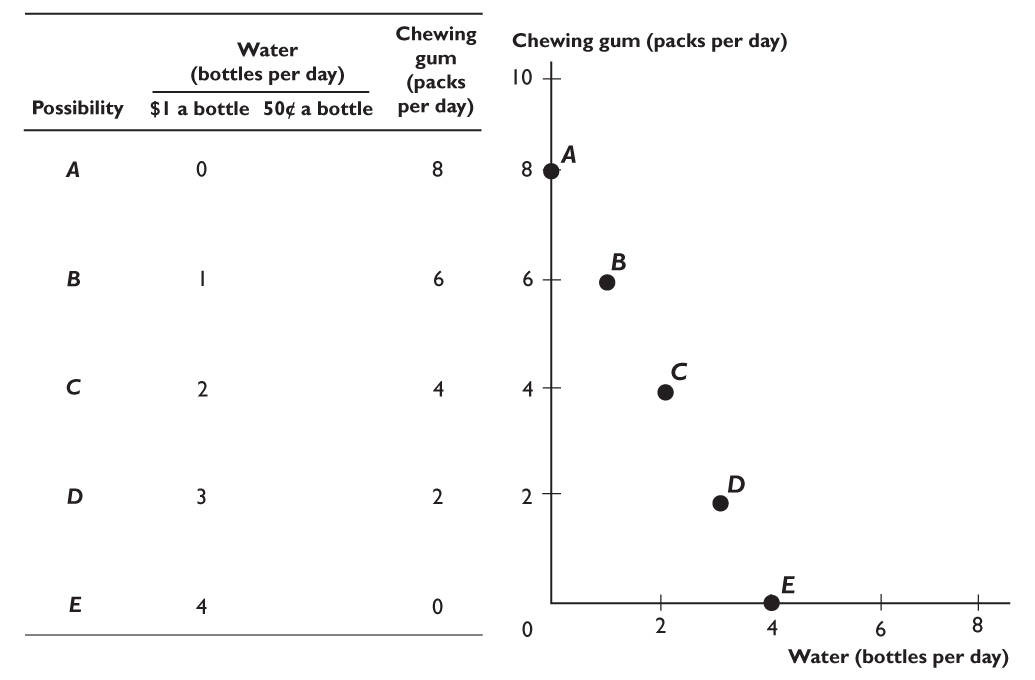 Possibility
Water
(bottles per day)
$1 a bottle 50¢ a bottle
Chewing
gum
(packs
per day)
A 0 8
B 1 6
C 2 4
D 3 2
E 4 0
Chewing gum (packs per day)
10
8
6
4
2
0
A
B
C
D
E
2 4 6 8
Water (bottles per day)